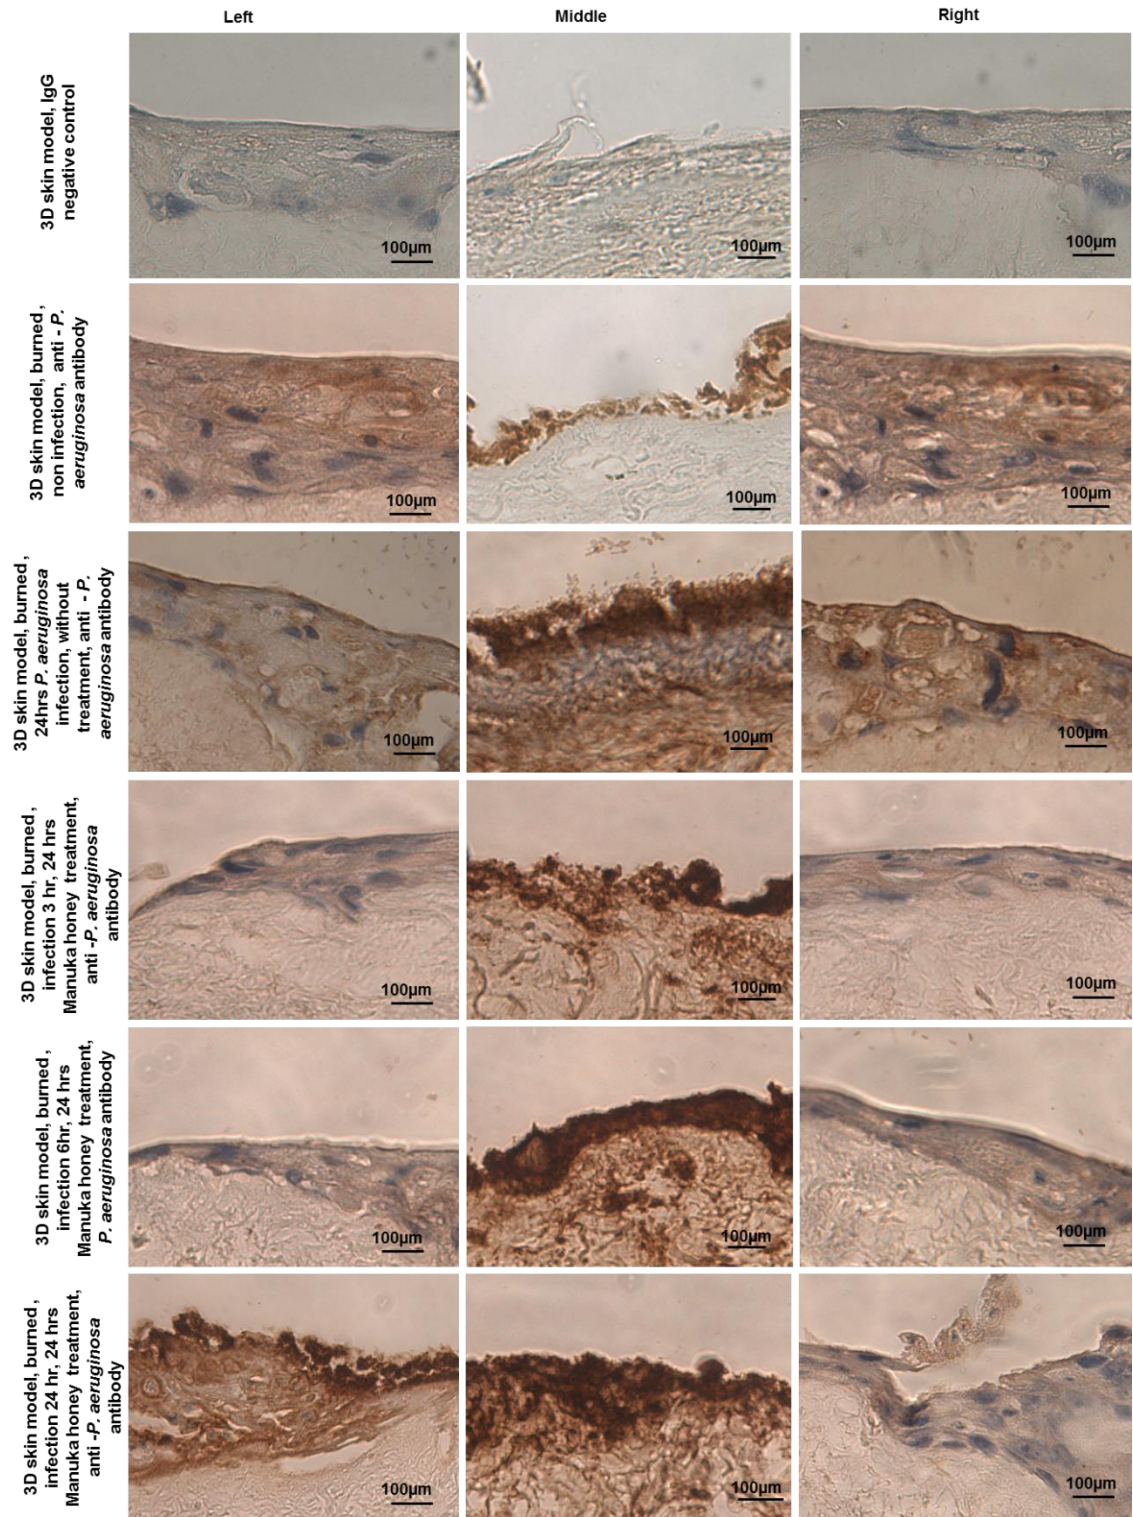 Left
Middle
Right
3D skin model, IgG
negative control
100µm
100µm
100µm
3D skin model, burned ,
non infection, anti - P.
aeruginosa antibody
100µm
100µm
100µm
3D skin model, burned ,
24hrs P. aeruginosa
infection, without
treatment, anti - P.
aeruginosa antibody
100µm
100µm
100µm
3D skin model, burned ,
infection 3 hr, 24 hrs
Manuka honey treatment,
anti -P. aeruginosa
antibody
100µm
100µm
100µm
3D skin model, burned ,
infection 6hr, 24 hrs
Manuka honey treatment,
P. aeruginosa antibody
100µm
100µm
100µm
3D skin model, burned ,
infection 24 hr, 24 hrs
Manuka honey treatment,
anti -P. aeruginosa
antibody
100µm
100µm
100µm